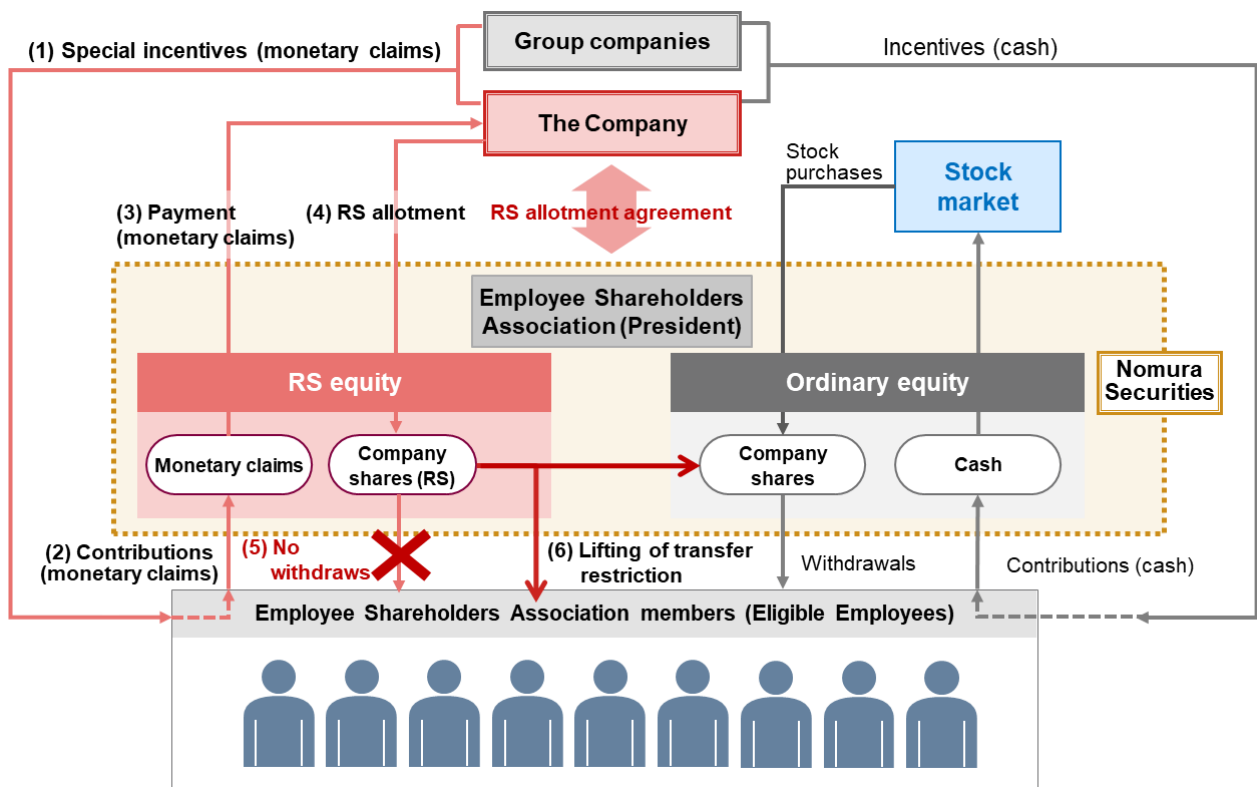 (1) Special incentives (monetary claims)
Group companies
Incentives (cash)
The Company
Stock
purchases
Stock
market
(3) Payment
(monetary claims)
(4) RS allotment
RS allotment agreement
Employee Shareholders
Association (President)
RS equity
Ordinary equity
Nomura
Securities
Monetary claims
Company
shares (RS)
Company
shares
Cash
(2) Contributions
(monetary claims)
(5) No
withdraws
(6) Lifting of transfer
restriction
Withdrawals
Contributions (cash)
Employee Shareholders Association members (Eligible Employees)